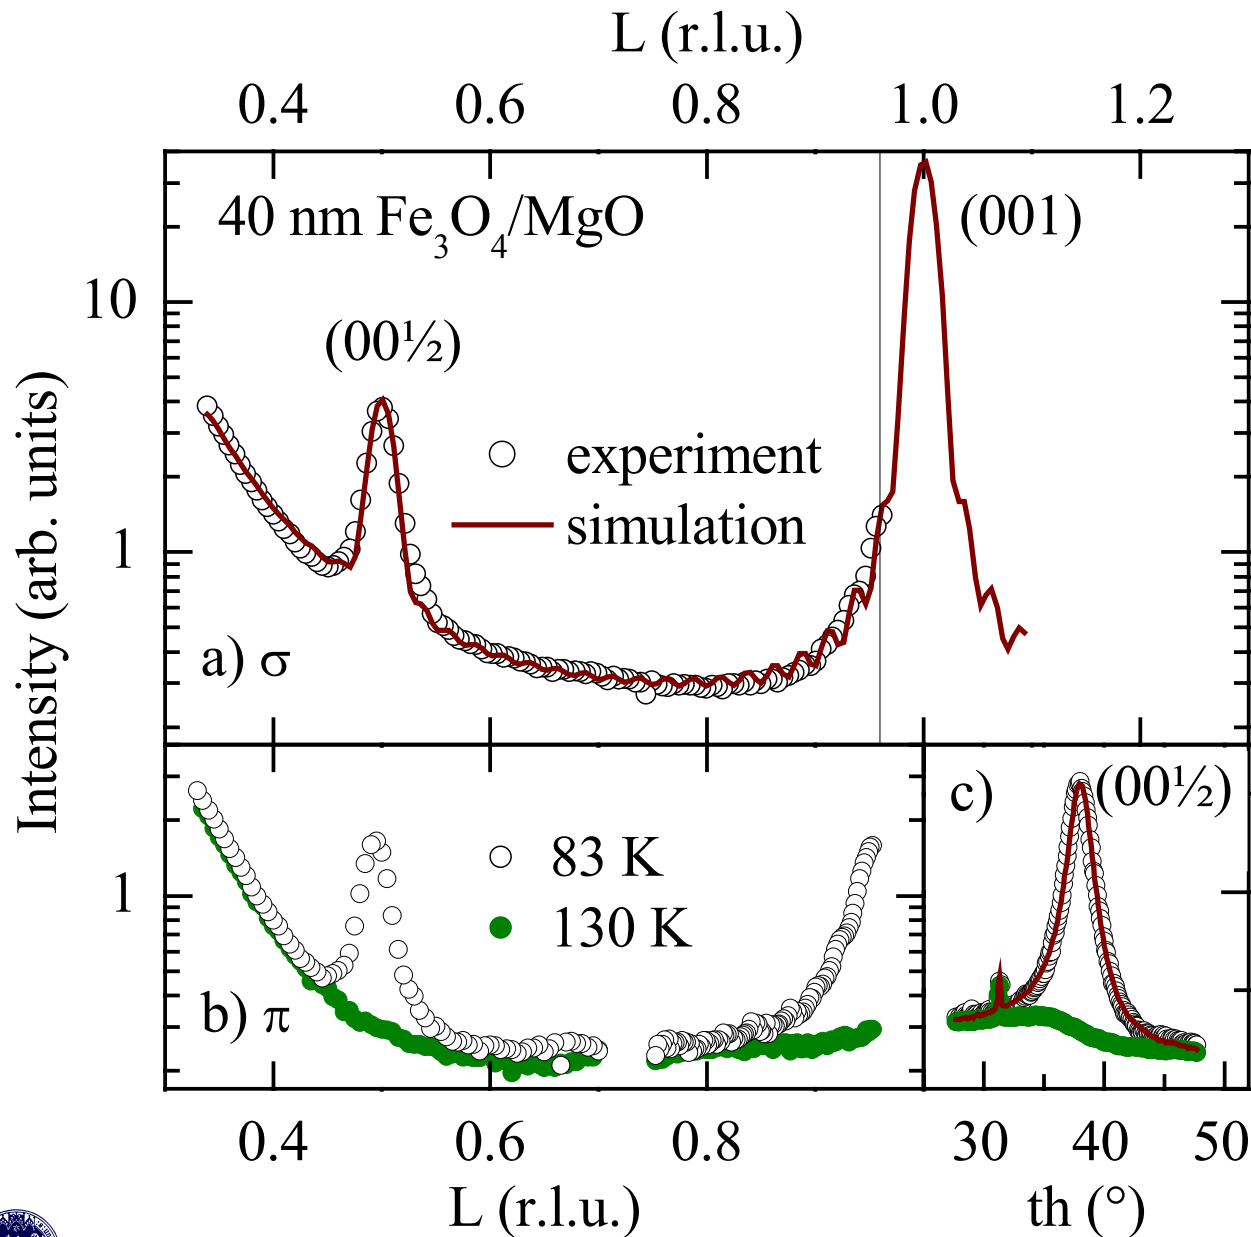 L (r.l.u.)
0.4 0.6 0.8 1.0 1.2
40 nm Fe₃O₄/MgO
(001)
(00½)
10
experiment
simulation
1
a) σ
Intensity (arb. units)
c)
(00½)
83 K
130 K
1
b) π
0.4 0.6 0.8
30 40 50
L (r.l.u.)
th (°)